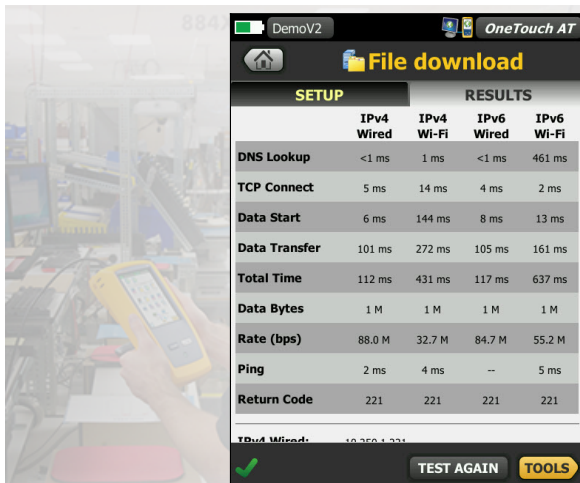 DemoV2
OneTouch AT
File download
SETUP
RESULTS
IPv4 IPv4 IPv6 IPv6
Wired Wi-Fi Wired Wi-Fi
DNS Lookup <1 ms 1 ms <1 ms 461 ms
TCP Connect 5 ms 14 ms 4 ms 2 ms
Data Start 6 ms 144 ms 8 ms 13 ms
Data Transfer 101 ms 272 ms 105 ms 161 ms
Total Time 112 ms 431 ms 117 ms 637 ms
Data Bytes 1 M 1 M 1 M 1 M
Rate (bps) 88.0 M 32.7 M 84.7 M 55.2 M
Ping 2 ms 4 ms -- 5 ms
Return Code 221 221 221 221
IPv4 Wired:
TEST AGAIN
TOOLS